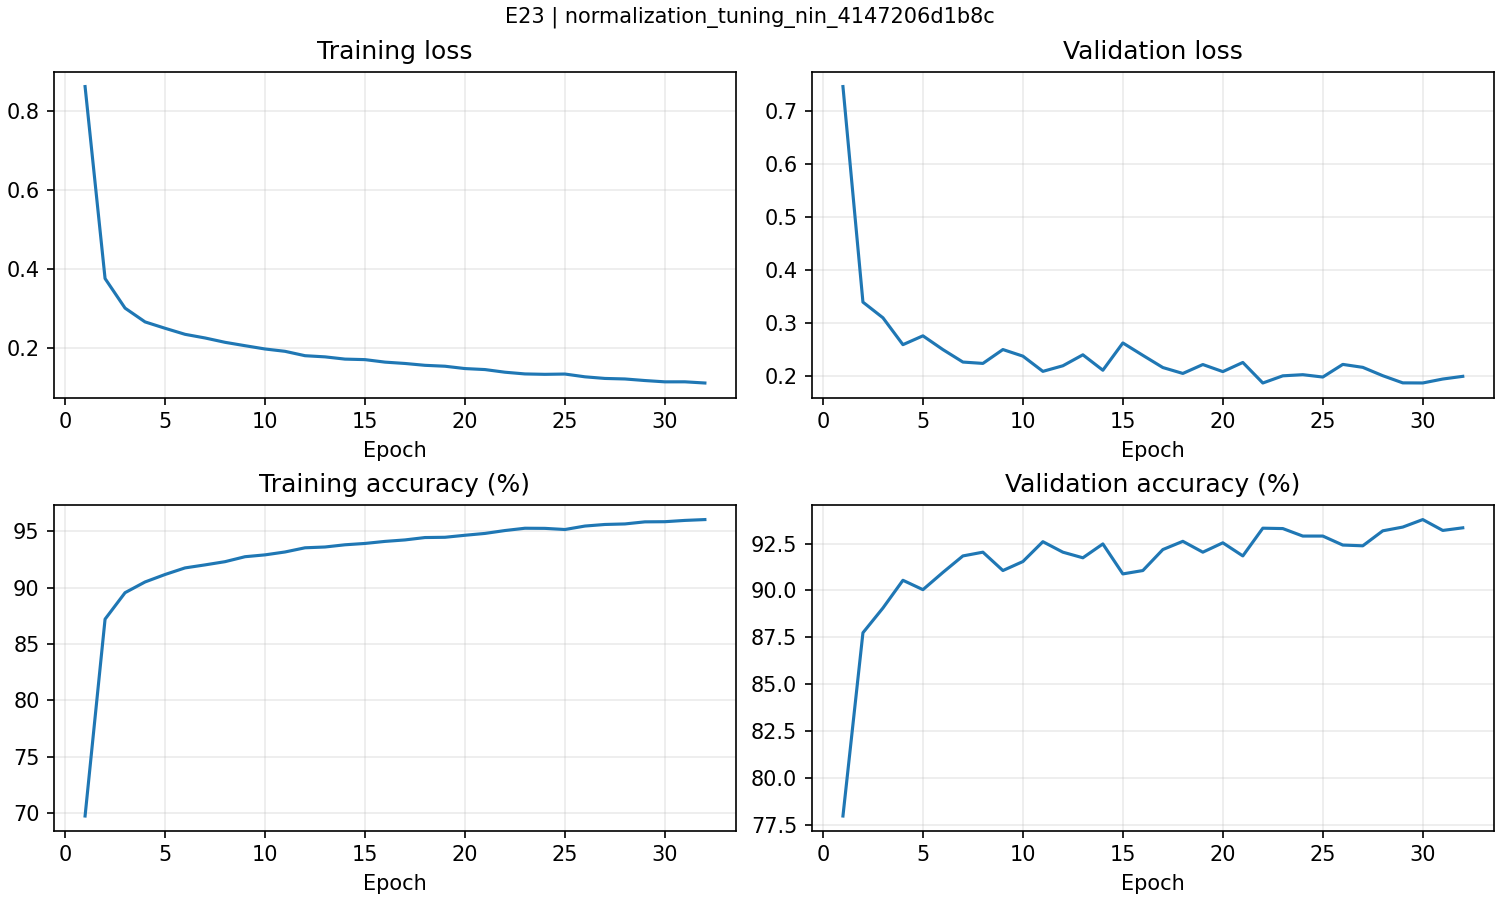 E23 | normalization_tuning_nin_4147206d1b8c
Training loss
0.8
0.6
0.4
0.2
0 5 10 15 20 25 30
Epoch
Validation loss
0.7
0.6
0.5
0.4
0.3
0.2
0 5 10 15 20 25 30
Epoch
Training accuracy (%)
95
90
85
80
75
70
0 5 10 15 20 25 30
Epoch
Validation accuracy (%)
92.5
90.0
87.5
85.0
82.5
80.0
77.5
0 5 10 15 20 25 30
Epoch